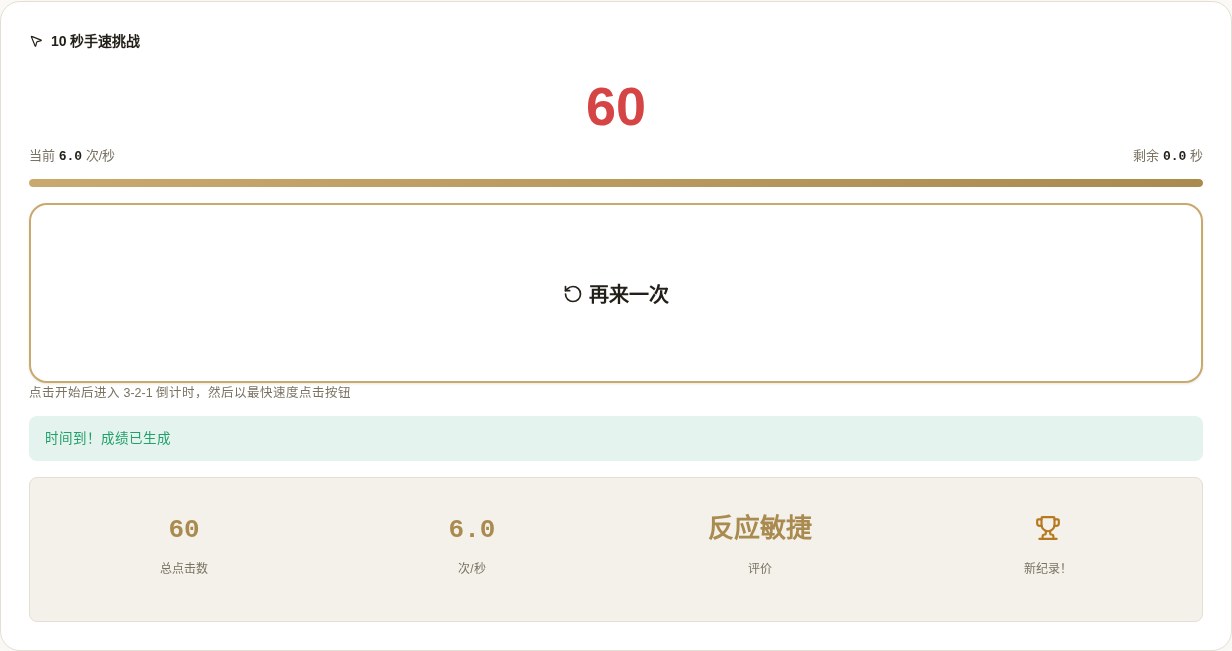 10 秒手速挑战
60
当前 6.0 次/秒
剩余 0.0 秒
再来一次
点击开始后进入 3-2-1 倒计时，然后以最快速度点击按钮
时间到！成绩已生成
60
总点击数
6.0
次/秒
反应敏捷
评价
新纪录！